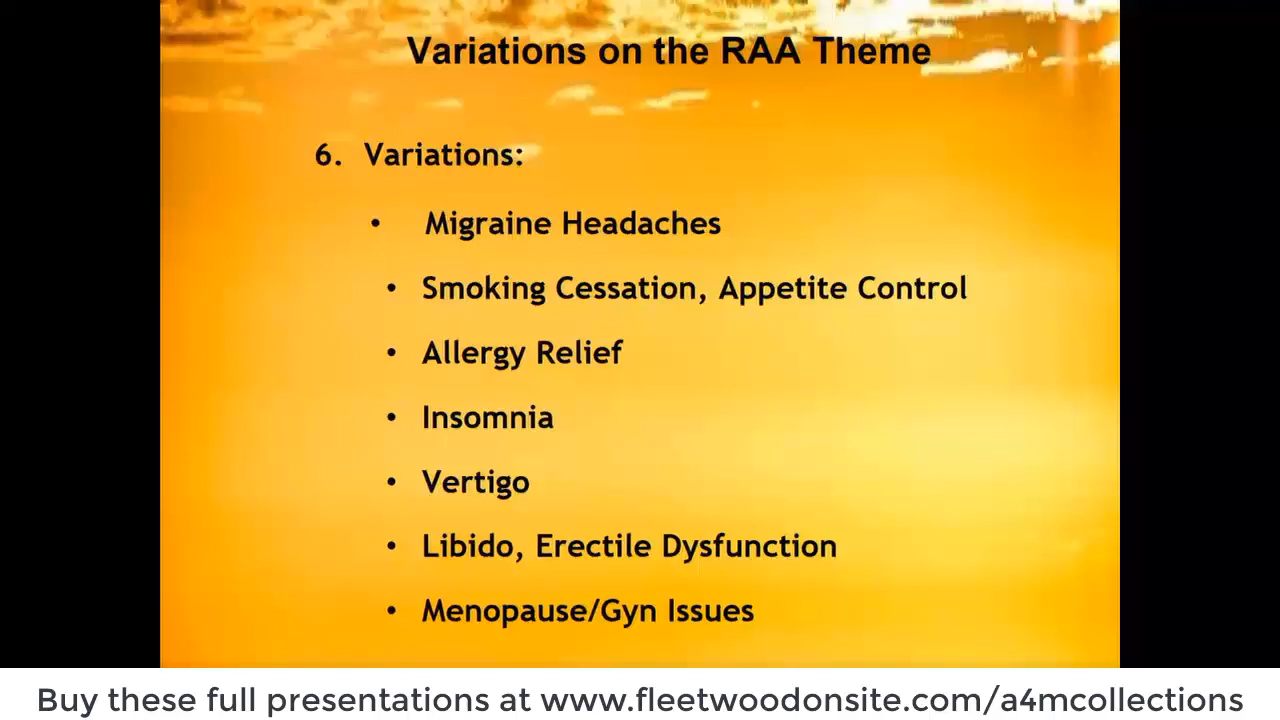 Variations on the RAA Theme
6. Variations:
• Migraine Headaches
• Smoking Cessation, Appetite Control
• Allergy Relief
• Insomnia
• Vertigo
• Libido, Erectile Dysfunction
• Menopause/Gyn Issues
Buy these full presentations at www.fleetwoodonsite.com/a4mcollections